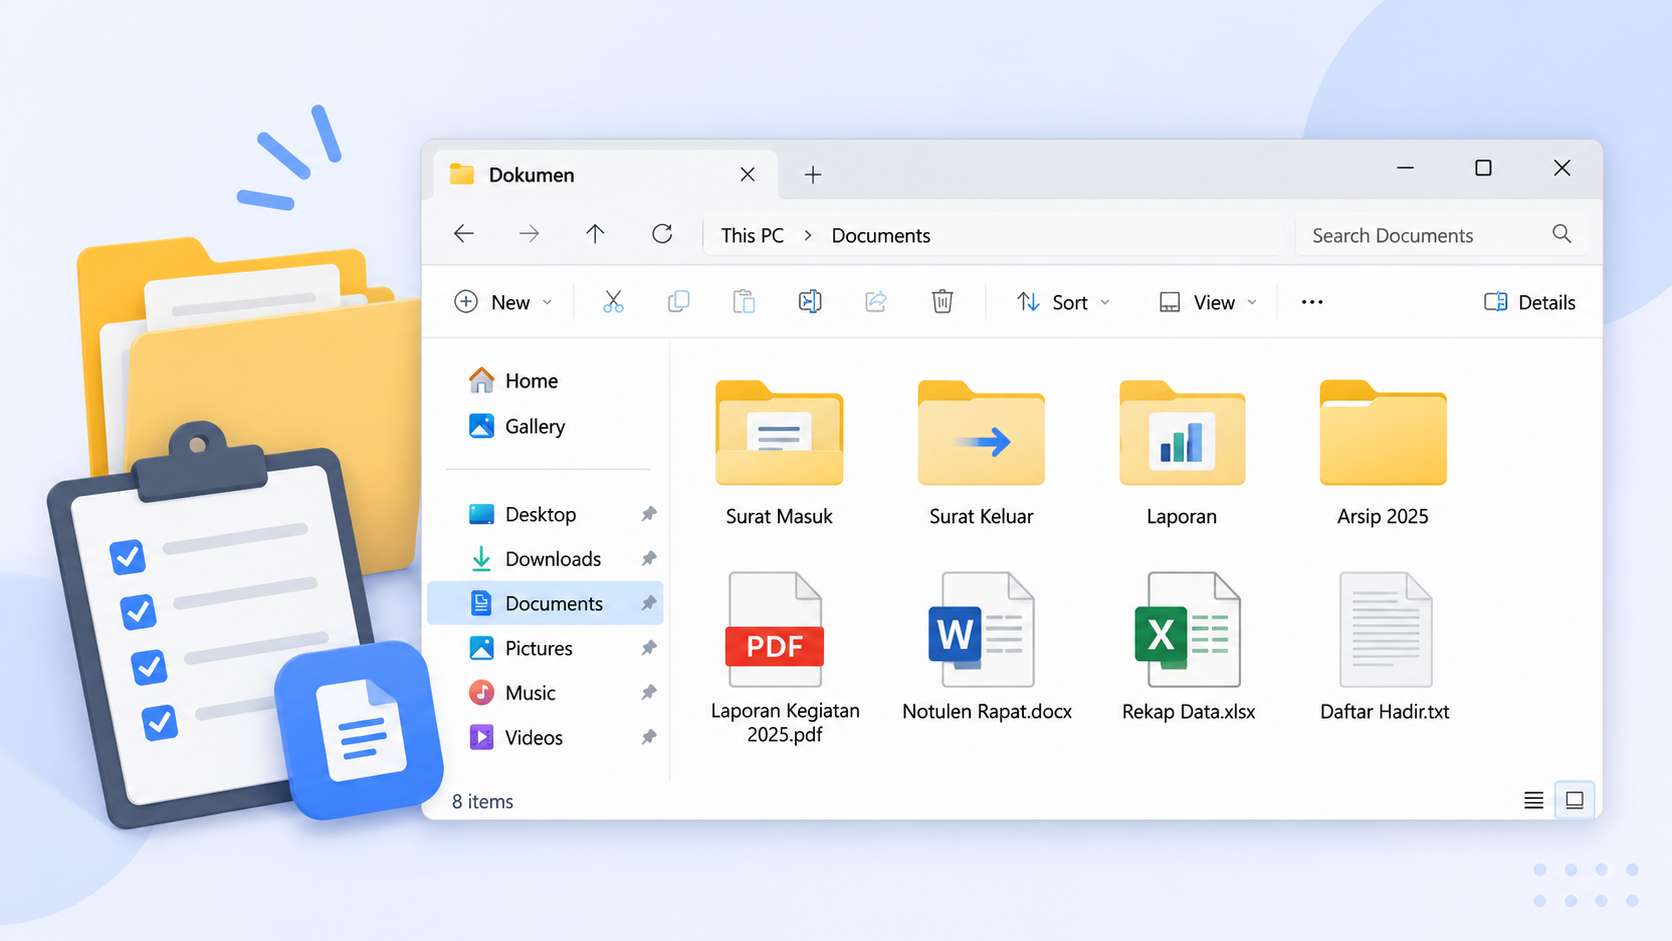 Dokumen
This PC > Documents
Search Documents
New
Sort
View
Details
Home
Gallery
Desktop
Downloads
Documents
Pictures
Music
Videos
Surat Masuk
Surat Keluar
Laporan
Arsip 2025
PDF
W
X
Laporan Kegiatan
2025.pdf
Notulen Rapat.docx
Rekap Data.xlsx
Daftar Hadir.txt
8 items